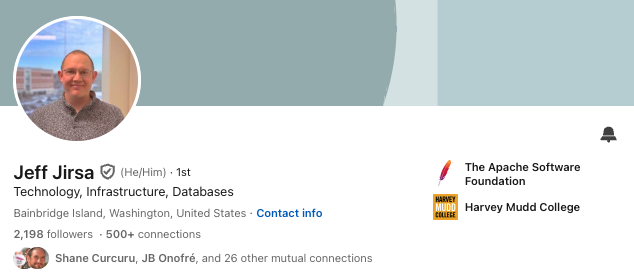 Jeff Jirsa (He/Him) · 1st
Technology, Infrastructure, Databases
Bainbridge Island, Washington, United States · Contact info
2,198 followers · 500+ connections
Shane Curcuru, JB Onofré, and 26 other mutual connections
The Apache Software
Foundation
HARVEY
MUDD
COLLEGE
Harvey Mudd College